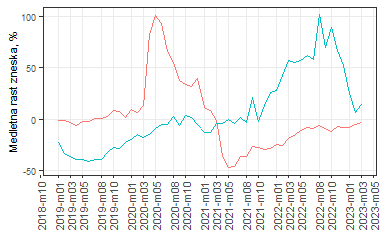 Medletna rast zneska, %
100
50
0
-50
2018-m10
2019-m01
2019-m03
2019-m05
2019-m08
2019-m10
2020-m01
2020-m03
2020-m05
2020-m08
2020-m10
2021-m01
2021-m03
2021-m05
2021-m08
2021-m10
2022-m01
2022-m03
2022-m05
2022-m08
2022-m10
2023-m01
2023-m03
2023-m05